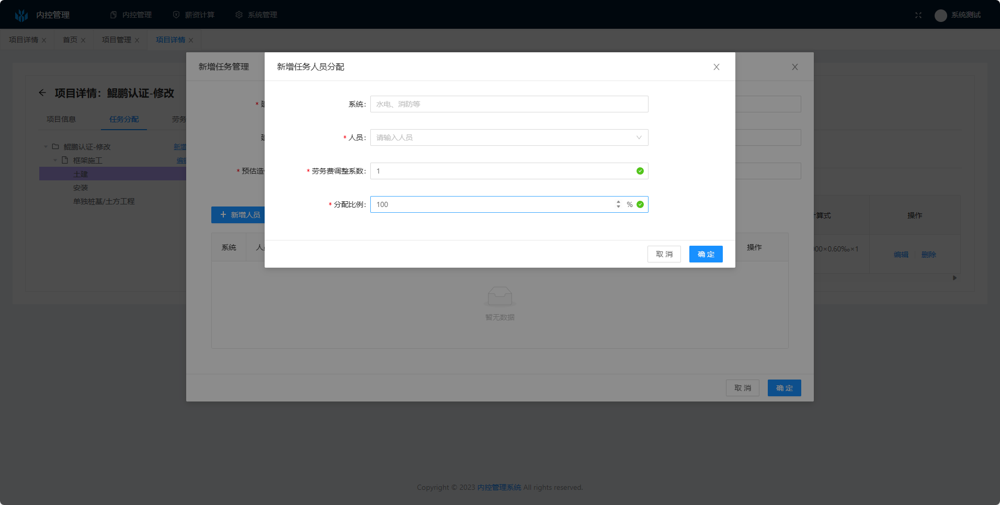 内控管理 内控管理 薪资计算 系统管理 系统测试
项目详情 首页 项目管理 项目详情
新增任务管理
新增任务人员分配
项目详情：鲲鹏认证-修改
项目信息 任务分配 劳务
鲲鹏认证-修改 新增
框架施工
土建
安装
单独桩基/土方工程
* 预估造
系统: 水电、消防等
* 人员: 请输入人员
* 劳务费调整系数: 1
* 分配比例: 100 %
取 消 确 定
新增人员
系统 操作
暂无数据
取 消 确 定
算式 操作
00×0.60‰×1 编辑 删除
Copyright © 2023 内控管理系统 All rights reserved.